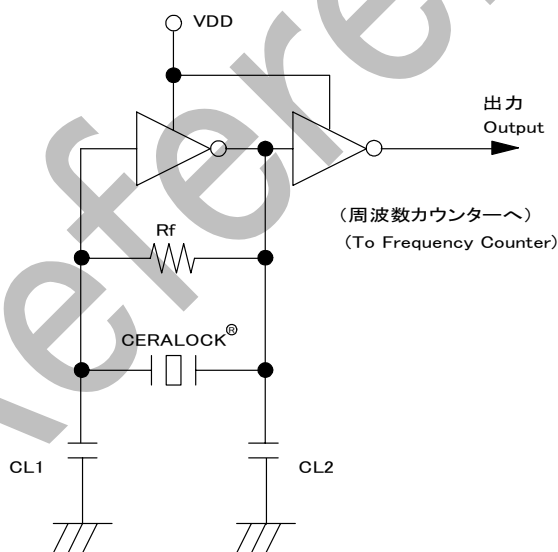 VDD
出力
Output
Rf
(周波数カウンターへ)
(To Frequency Counter)
CERALOCK®
CL1
CL2